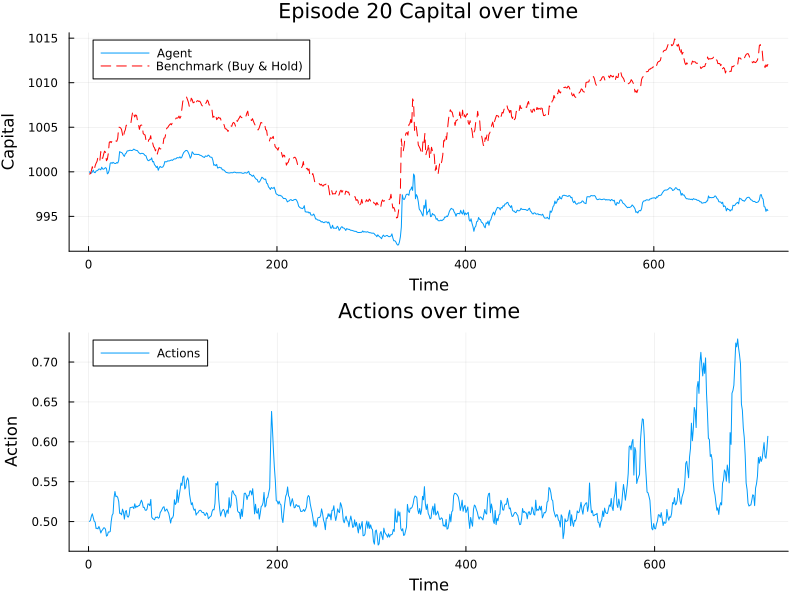 Episode 20 Capital over time
Agent
Benchmark (Buy & Hold)
1015
1010
1005
1000
995
Capital
0
200
400
600
Time
Actions over time
Actions
0.70
0.65
0.60
0.55
0.50
Action
0
200
400
600
Time